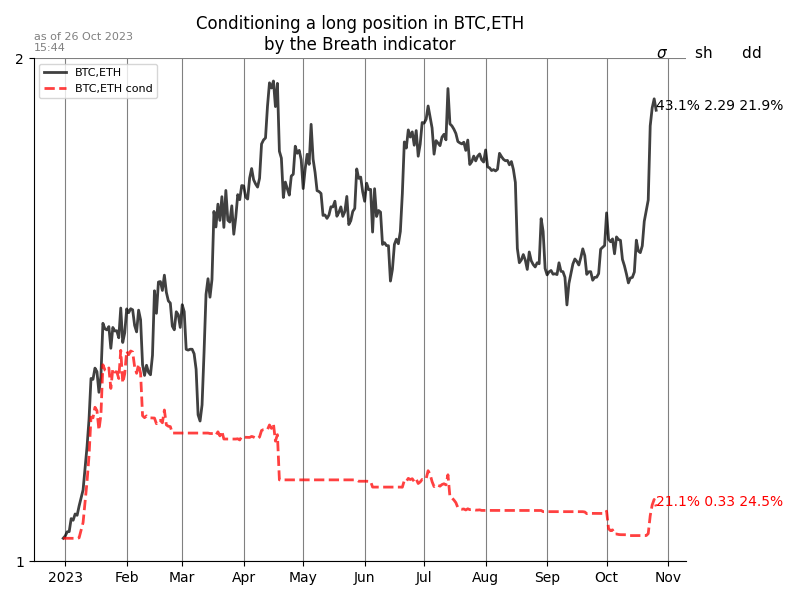 Conditioning a long position in BTC,ETH
by the Breath indicator
as of 26 Oct 2023
15:44
σ sh dd
2
BTC,ETH
BTC,ETH cond
43.1% 2.29 21.9%
21.1% 0.33 24.5%
1
2023 Feb Mar Apr May Jun Jul Aug Sep Oct Nov